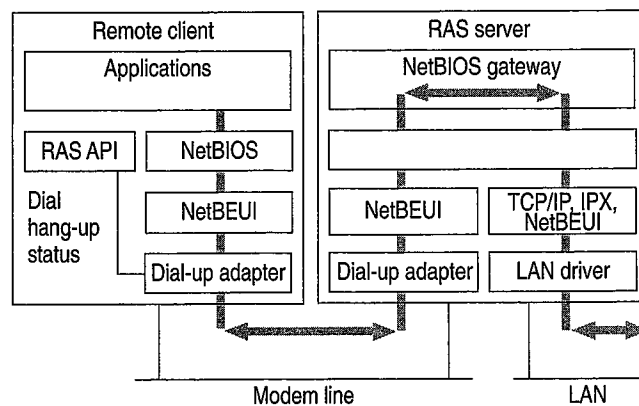 Remote client
Applications
RAS API
NetBIOS
Dial
hang-up
status
NetBEUI
Dial-up adapter
RAS server
NetBIOS gateway
NetBEUI
TCP/IP, IPX,
NetBEUI
Dial-up adapter
LAN driver
Modem line
LAN